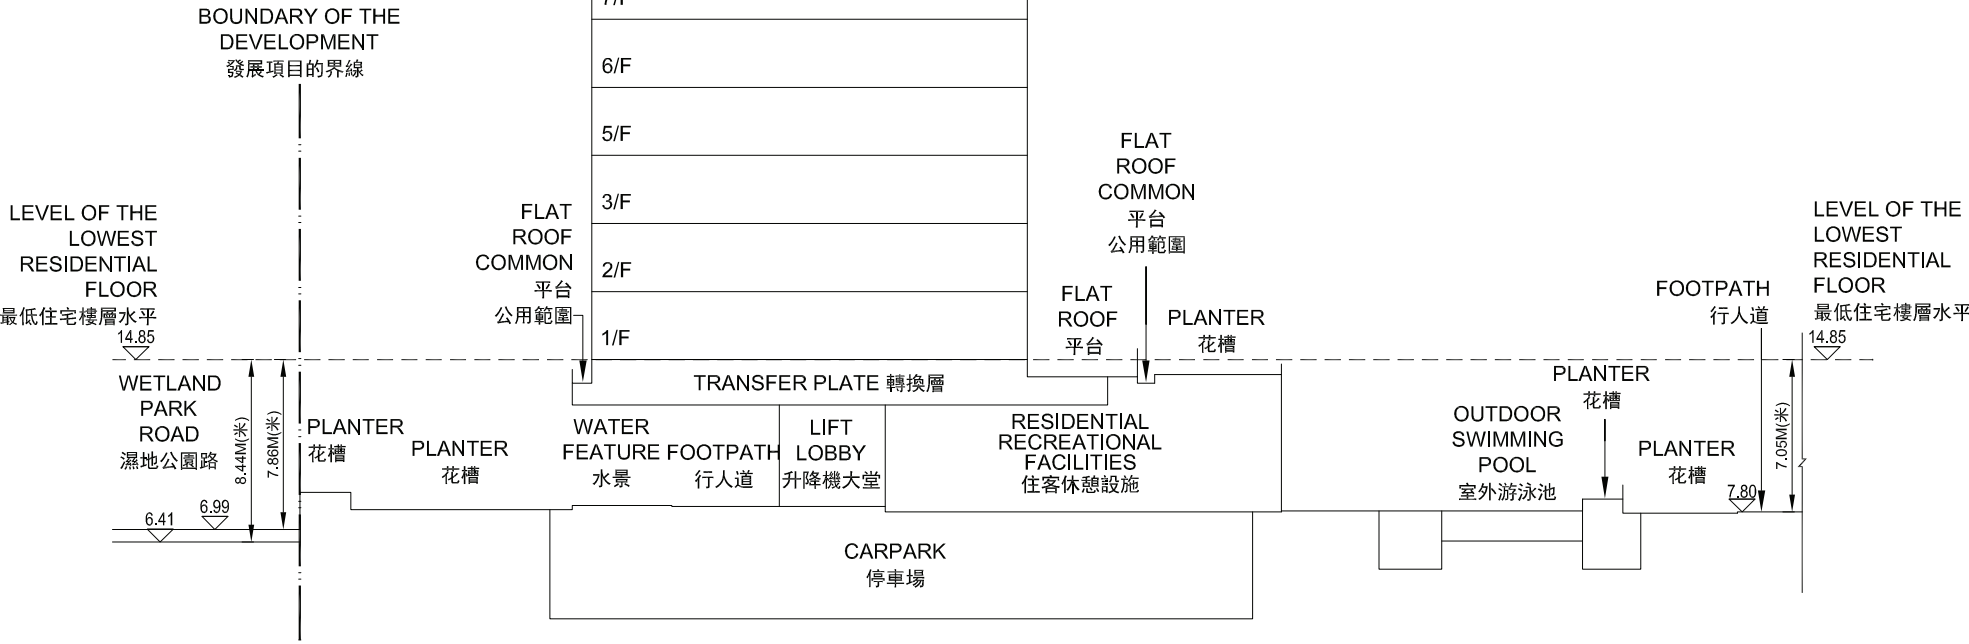 7/F
BOUNDARY OF THE
DEVELOPMENT
發展項目的界線
6/F
5/F
3/F
2/F
1/F
LEVEL OF THE
LOWEST
RESIDENTIAL
FLOOR
最低住宅樓層水平
14.85
FLAT
ROOF
COMMON
平台
公用範圍
FLAT
ROOF
COMMON
平台
公用範圍
FLAT
ROOF
平台
PLANTER
花槽
FOOTPATH
行人道
LEVEL OF THE
LOWEST
RESIDENTIAL
FLOOR
最低住宅樓層水平
14.85
WETLAND
PARK
ROAD
濕地公園路
8.44M(米)
7.86M(米)
6.41
6.99
PLANTER
花槽
PLANTER
花槽
TRANSFER PLATE 轉換層
WATER
FEATURE
水景
FOOTPATH
行人道
LIFT
LOBBY
升降機大堂
RESIDENTIAL
RECREATIONAL
FACILITIES
住客休憩設施
OUTDOOR
SWIMMING
POOL
室外游泳池
PLANTER
花槽
PLANTER
花槽
7.80
7.05M(米)
CARPARK
停車場